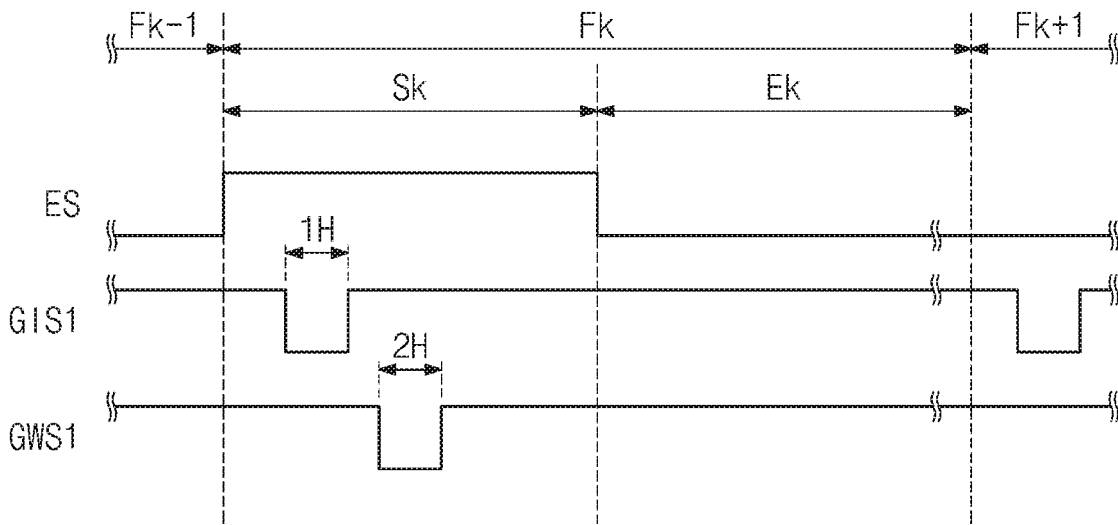 Fk-1 Fk Fk+1
Sk Ek
ES
1H
GIS1
2H
GWS1